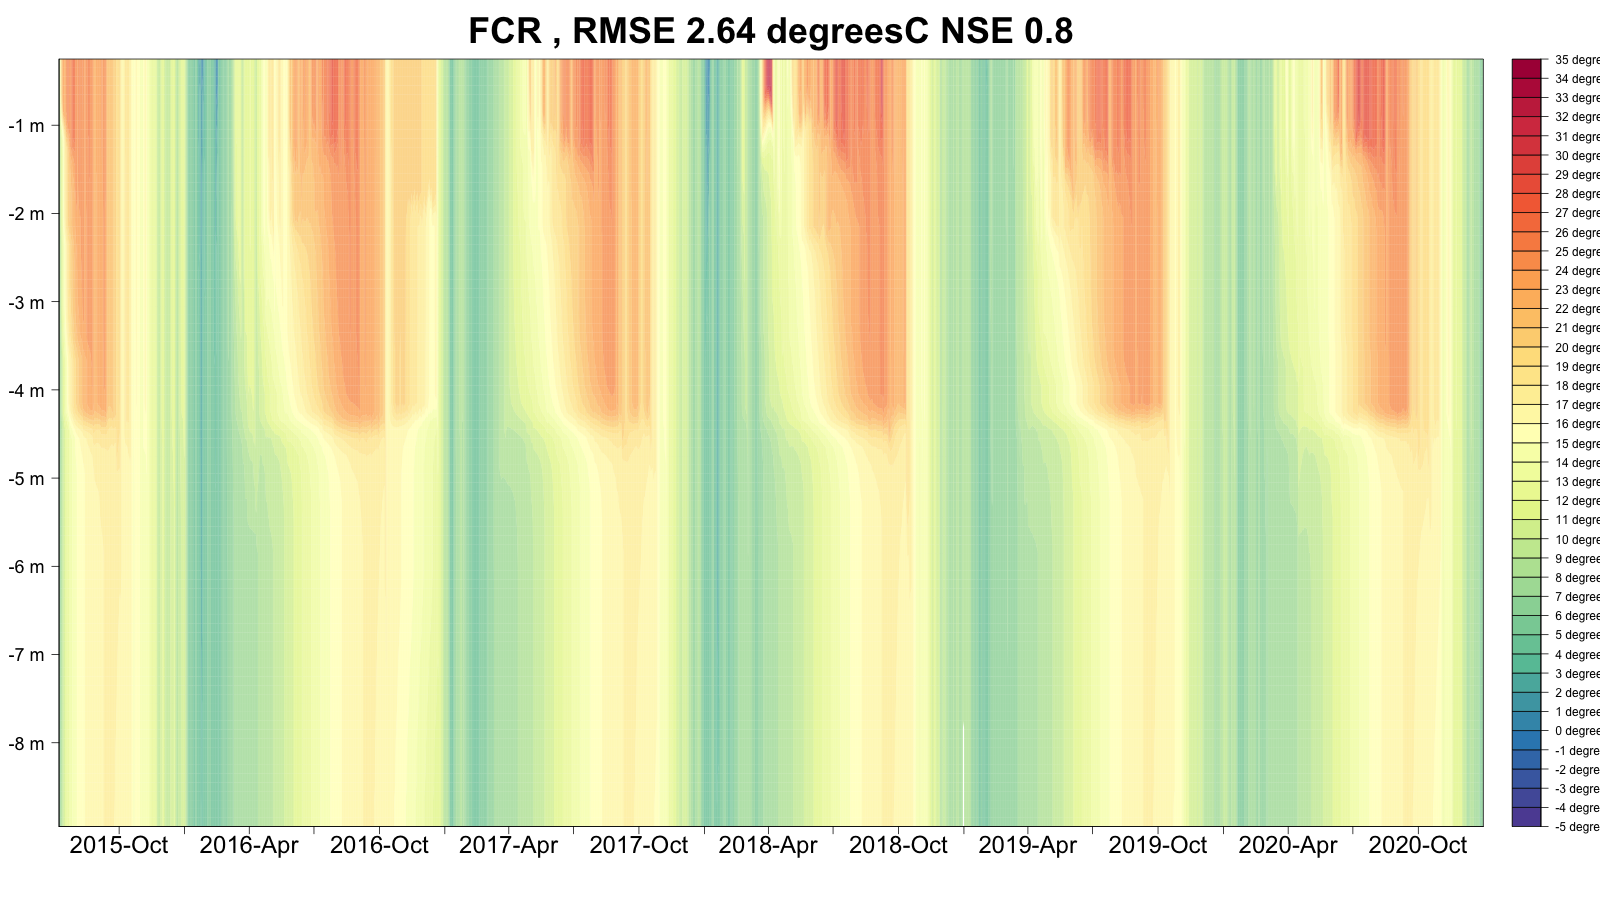 FCR , RMSE 2.64 degreesC NSE 0.8
-1 m
-2 m
-3 m
-4 m
-5 m
-6 m
-7 m
-8 m
2015-Oct
2016-Apr
2016-Oct
2017-Apr
2017-Oct
2018-Apr
2018-Oct
2019-Apr
2019-Oct
2020-Apr
2020-Oct
35 degre
34 degre
33 degre
32 degre
31 degre
30 degre
29 degre
28 degre
27 degre
26 degre
25 degre
24 degre
23 degre
22 degre
21 degre
20 degre
19 degre
18 degre
17 degre
16 degre
15 degre
14 degre
13 degre
12 degre
11 degre
10 degre
9 degree
8 degree
7 degree
6 degree
5 degree
4 degree
3 degree
2 degree
1 degree
0 degree
-1 degre
-2 degre
-3 degre
-4 degre
-5 degre